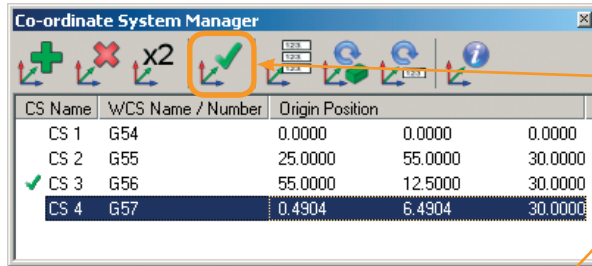 Co-ordinate System Manager
x2
CS Name WCS Name / Number Origin Position
CS 1 G54 0.0000 0.0000 0.0000
CS 2 G55 25.0000 55.0000 30.0000
CS 3 G56 55.0000 12.5000 30.0000
CS 4 G57 0.4904 6.4904 30.0000